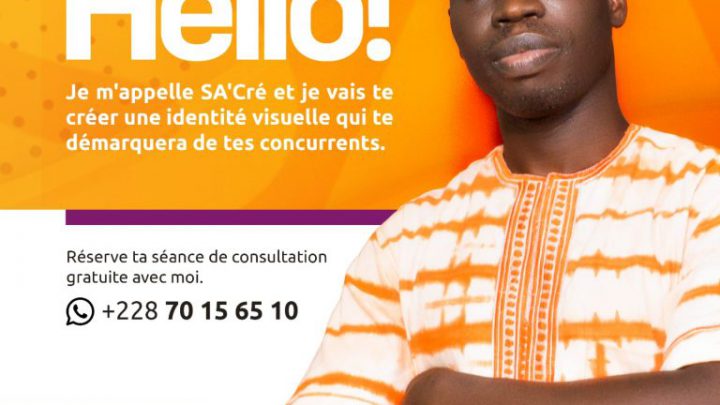 Hello!
Je m'appelle SA'Cré et je vais te
créer une identité visuelle qui te
démarquera de tes concurrents.
Réserve ta séance de consultation
gratuite avec moi.
+228 70 15 65 10